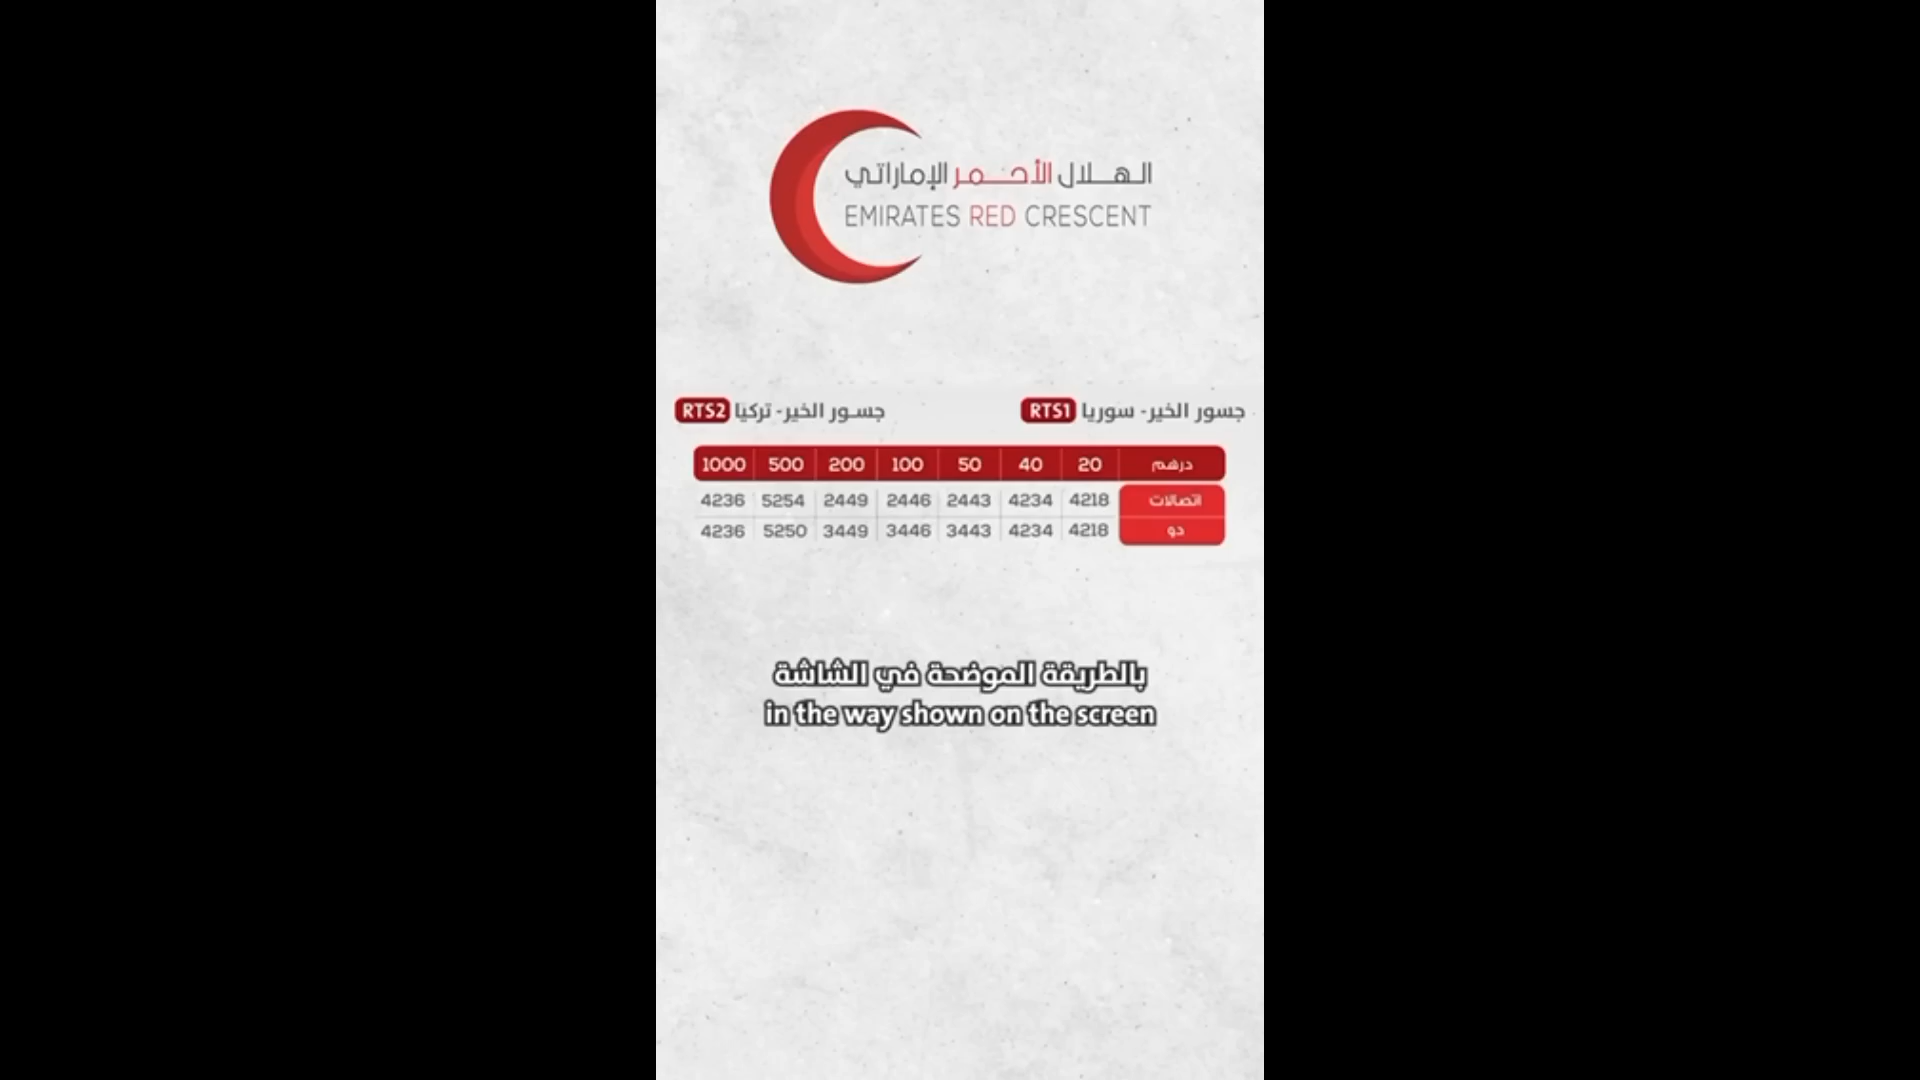 الهلال الأحمر الإماراتي
EMIRATES RED CRESCENT
جسور الخير- سوريا RTS1
جسور الخير- تركيا RTS2
درهم 20 40 50 100 200 500 1000
اتصالات 4218 4234 2443 2446 2449 5254 4236
دو 4218 4234 3443 3446 3449 5250 4236
بالطريقة الموضحة في الشاشة
in the way shown on the screen